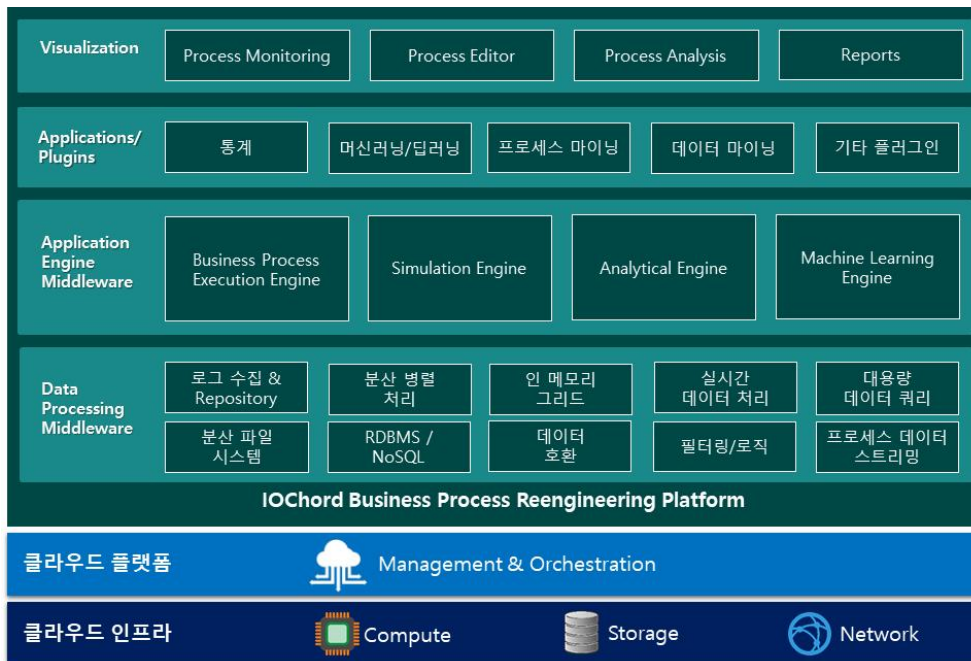 Visualization
Process Monitoring
Process Editor
Process Analysis
Reports
Applications/
Plugins
통계
머신러닝/딥러닝
프로세스 마이닝
데이터 마이닝
기타 플러그인
Application
Engine
Middleware
Business Process
Execution Engine
Simulation Engine
Analytical Engine
Machine Learning
Engine
Data
Processing
Middleware
로그 수집 &
Repository
분산 병렬
처리
인 메모리
그리드
실시간
데이터 처리
대용량
데이터 쿼리
분산 파일
시스템
RDBMS /
NoSQL
데이터
호환
필터링/로직
프로세스 데이터
스트리밍
IOChord Business Process Reengineering Platform
클라우드 플랫폼
Management & Orchestration
클라우드 인프라
Compute
Storage
Network